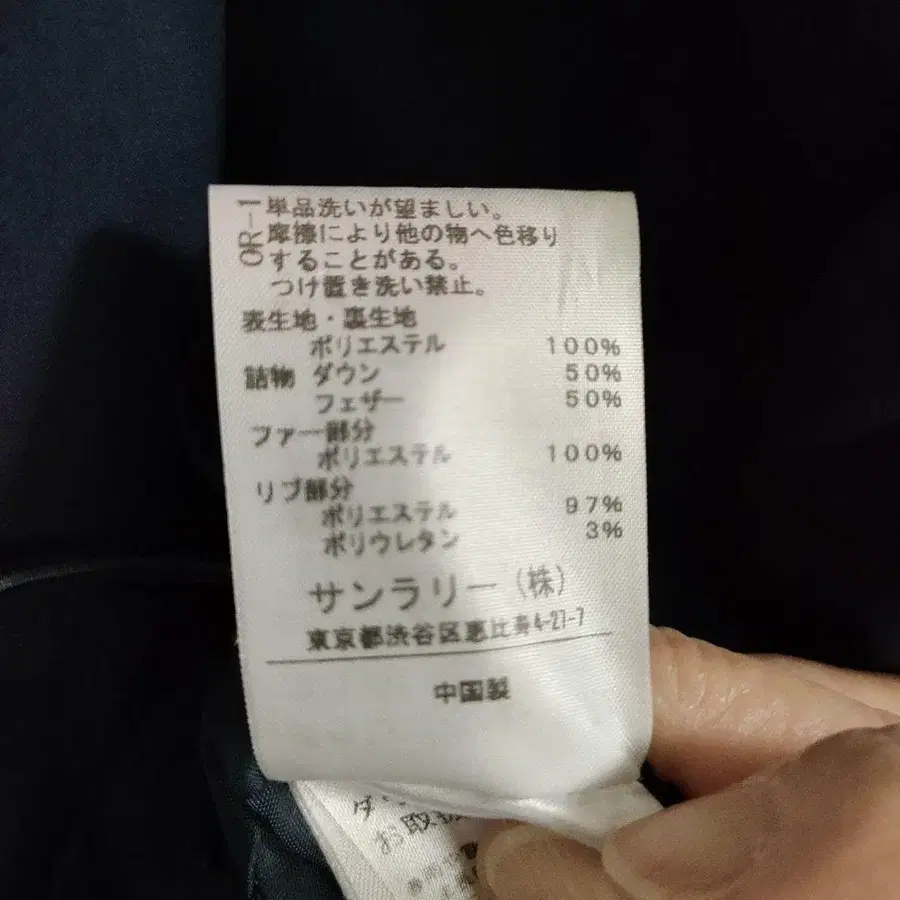 OR-1
単品洗いが望ましい。
摩擦により他の物へ色移り
することがある。
つけ置き洗い禁止。
表生地・裏生地
ポリエステル 100%
詰物 ダウン 50%
フェザー 50%
ファー部分
ポリエステル 100%
リブ部分
ポリエステル 97%
ポリウレタン 3%
サンラリー(株)
東京都渋谷区恵比寿4-27-7
中国製
お取扱